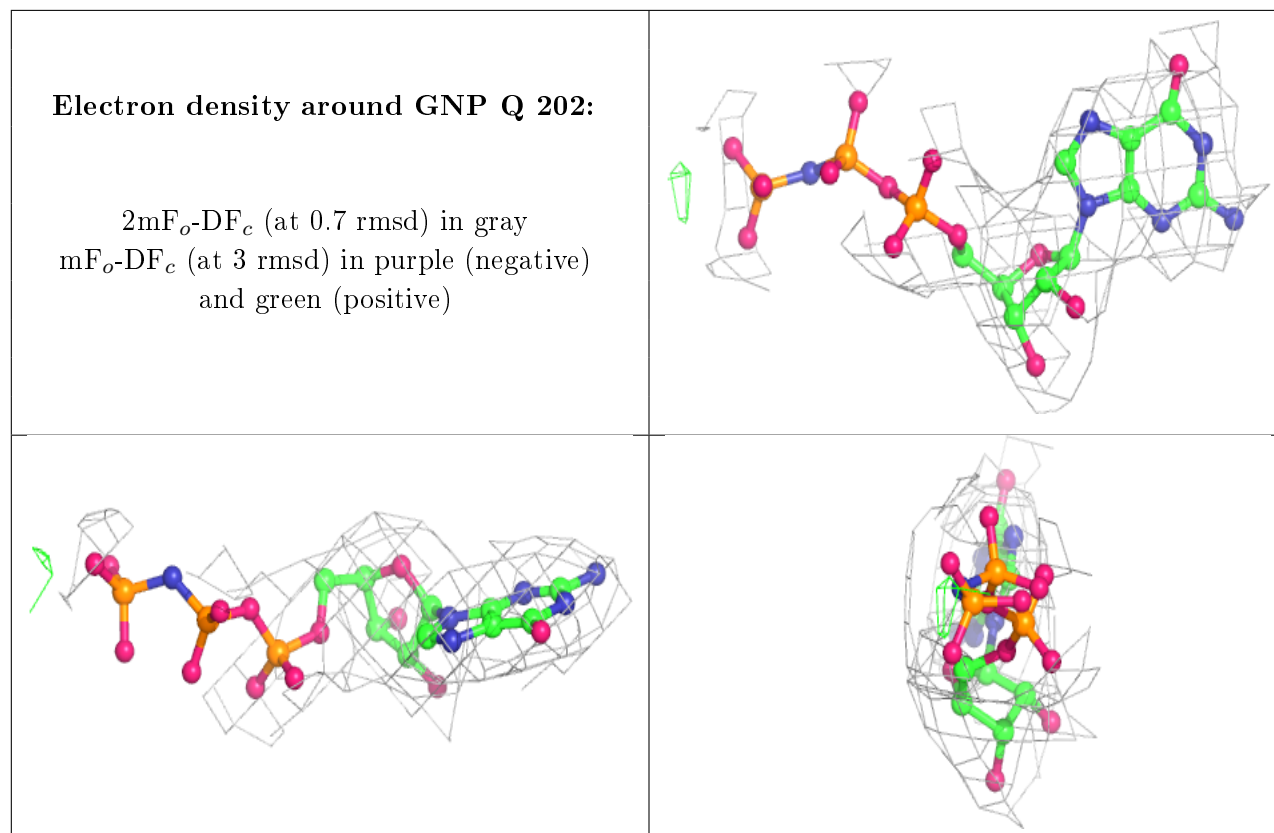 Electron density around GNP Q 202:
2mFo-DFc (at 0.7 rmsd) in gray
mFo-DFc (at 3 rmsd) in purple (negative)
and green (positive)